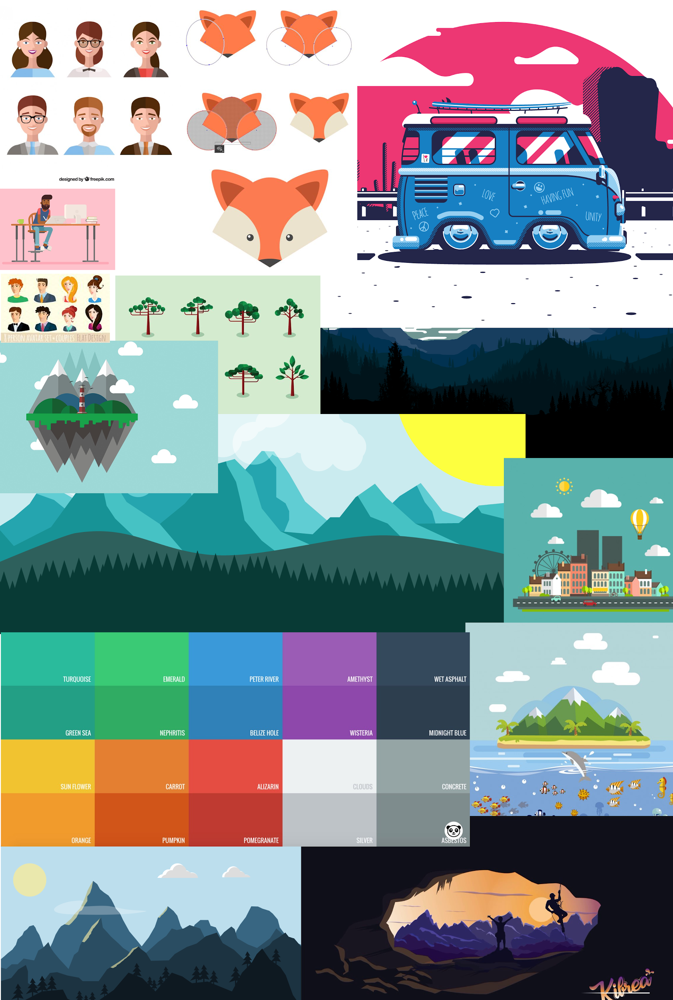 designed by freepik.com
I ♥ LA
LOVE
HAVING FUN
PEACE
UNITY
8 PERSON AVATAR SET + COUPLES FLAT DESIGN
TURQUOISE
EMERALD
PETER RIVER
AMETHYST
WET ASPHALT
GREEN SEA
NEPHRITIS
BELIZE HOLE
WISTERIA
MIDNIGHT BLUE
SUN FLOWER
CARROT
ALIZARIN
CLOUDS
CONCRETE
ORANGE
PUMPKIN
POMEGRANATE
SILVER
ASBESTOS
Kibrea